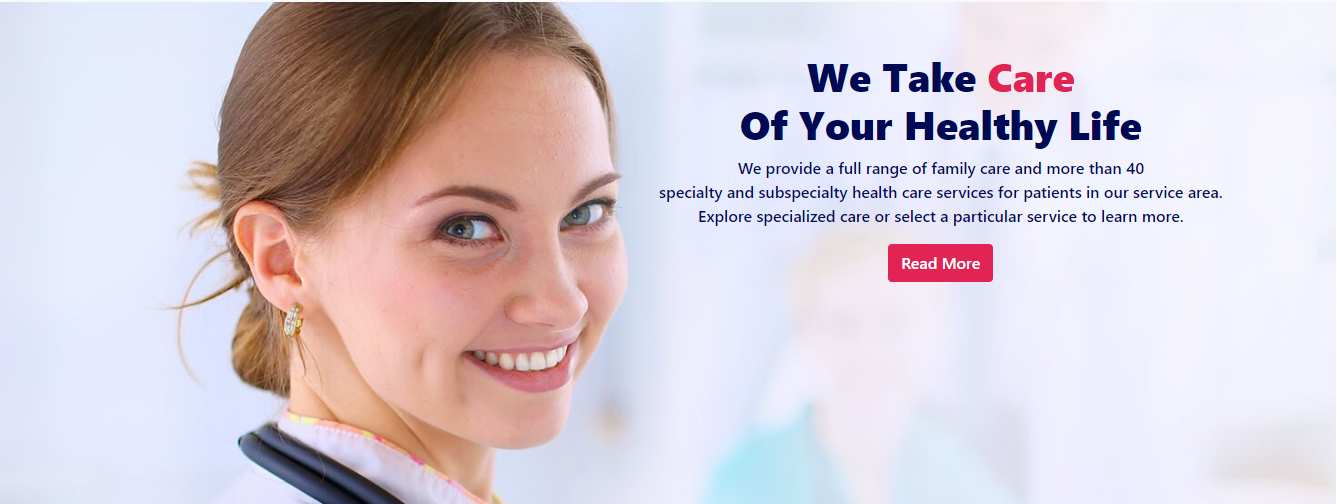 We Take Care
Of Your Healthy Life
We provide a full range of family care and more than 40
specialty and subspecialty health care services for patients in our service area.
Explore specialized care or select a particular service to learn more.
Read More